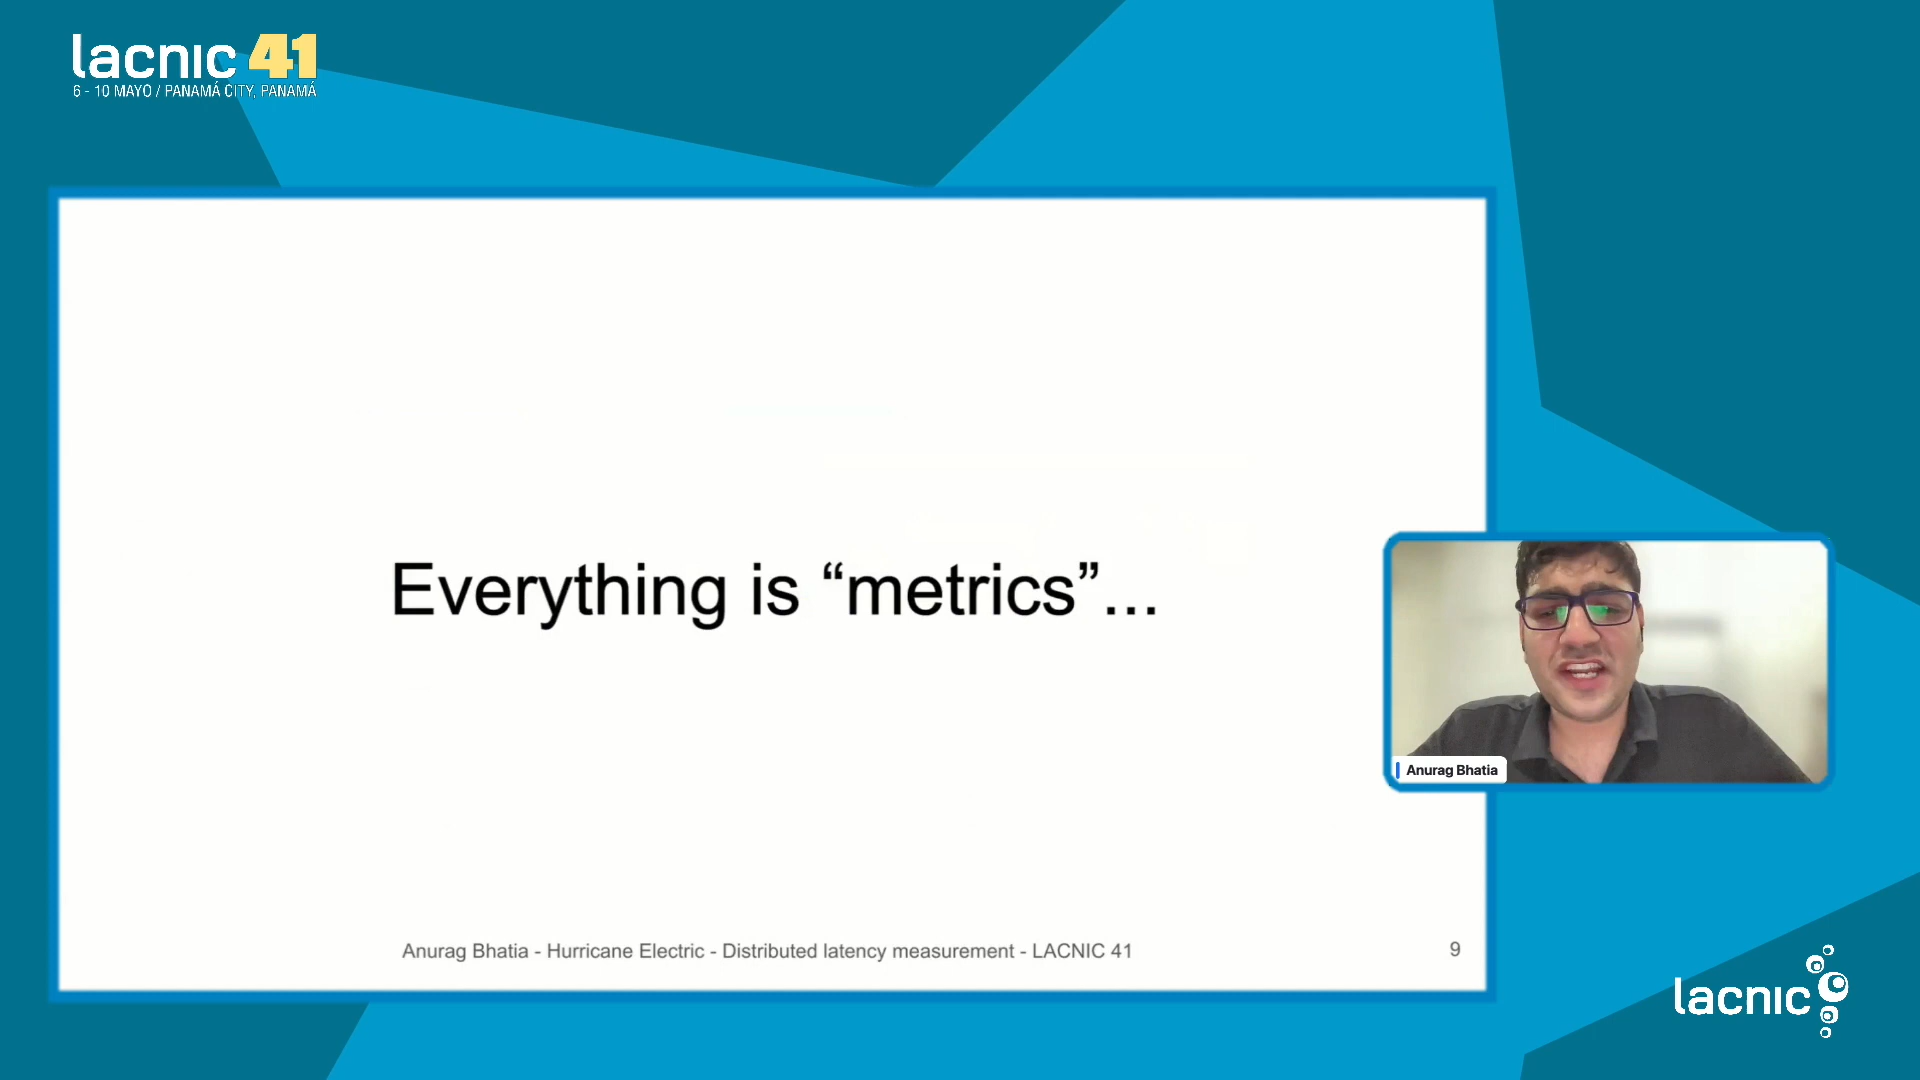 lacnic 41
6 - 10 MAYO / PANAMÁ CITY, PANAMÁ
Everything is “metrics”...
Anurag Bhatia
Anurag Bhatia - Hurricane Electric - Distributed latency measurement - LACNIC 41
9
lacnic